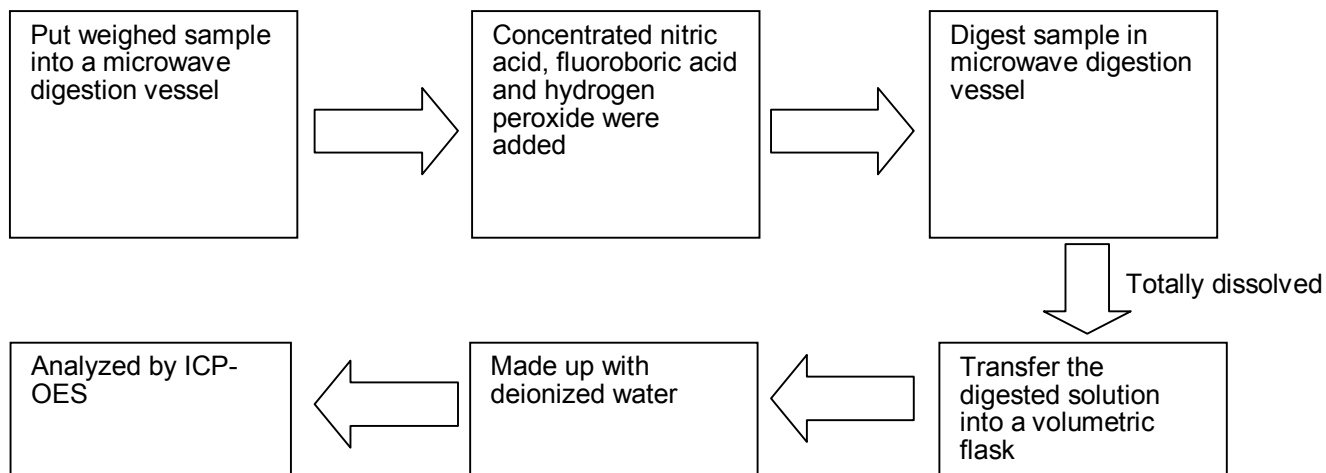 Put weighed sample
into a microwave
digestion vessel
Concentrated nitric
acid, fluoroboric acid
and hydrogen
peroxide were
added
Digest sample in
microwave digestion
vessel
Totally dissolved
Transfer the
digested solution
into a volumetric
flask
Made up with
deionized water
Analyzed by ICP-
OES